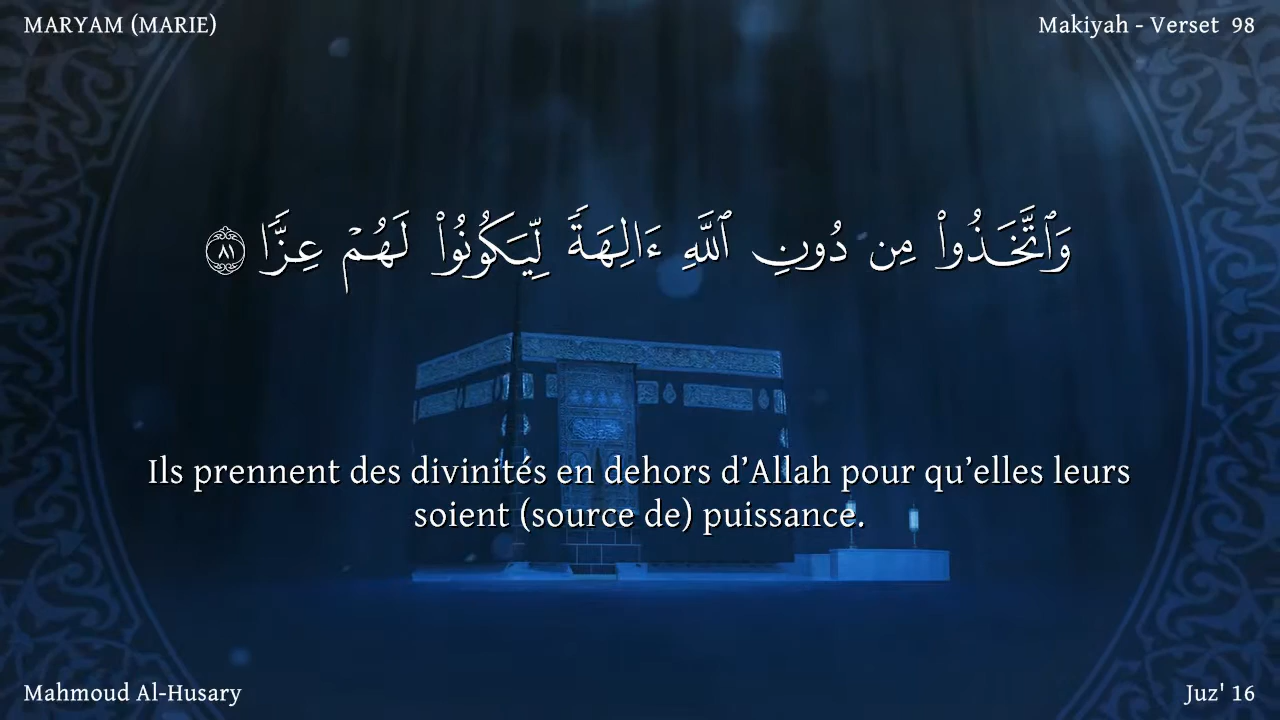 MARYAM (MARIE)
Makiyah - Verset 98
وَٱتَّخَذُوا۟ مِن دُونِ ٱللَّهِ ءَالِهَةً لِّيَكُونُوا۟ لَهُمْ عِزًّا ٨١
Ils prennent des divinités en dehors d’Allah pour qu’elles leurs
soient (source de) puissance.
Mahmoud Al-Husary
Juz' 16